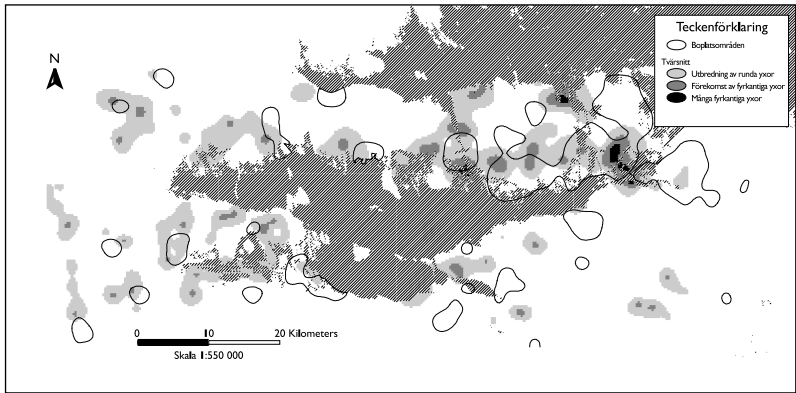 Teckenförklaring
Boplatsområden
Tvärsnitt
Utbredning av runda yxor
Förekomst av fyrkantiga yxor
Många fyrkantiga yxor
N
0 10 20 Kilometers
Skala 1:550 000